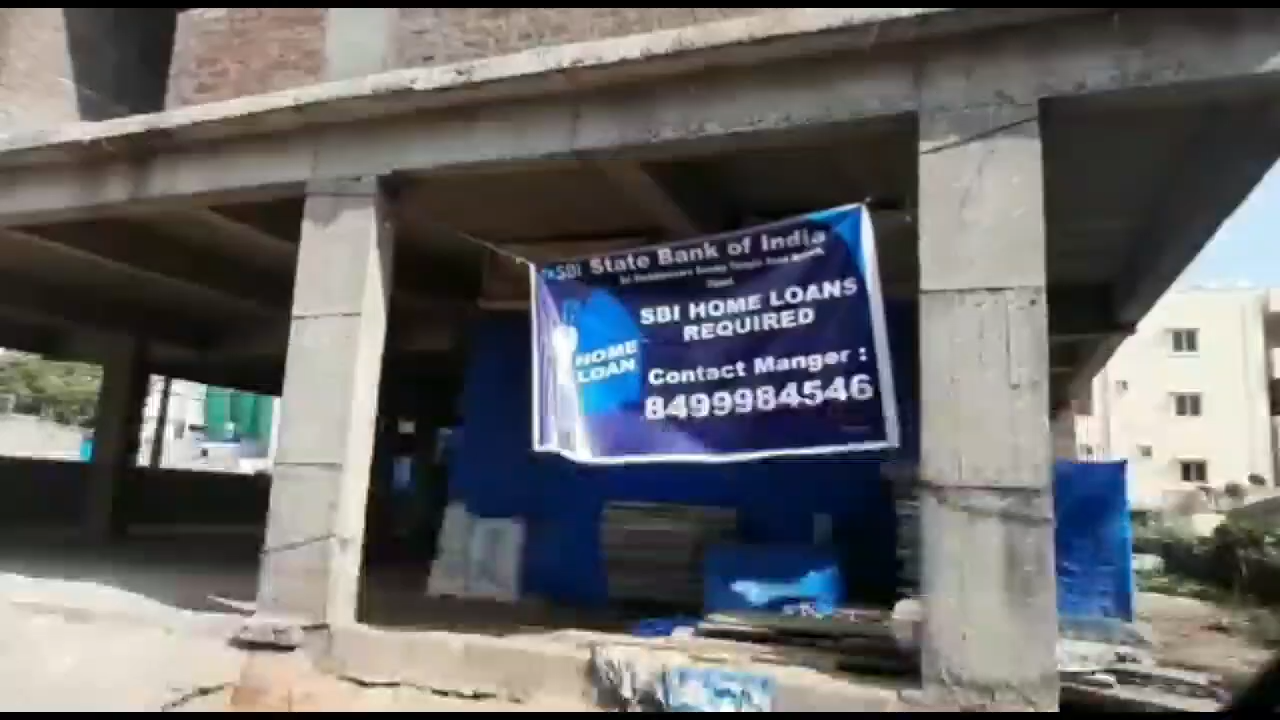 SBI State Bank of India
SBI HOME LOANS
REQUIRED
HOME
LOAN
Contact Manger :
8499984546